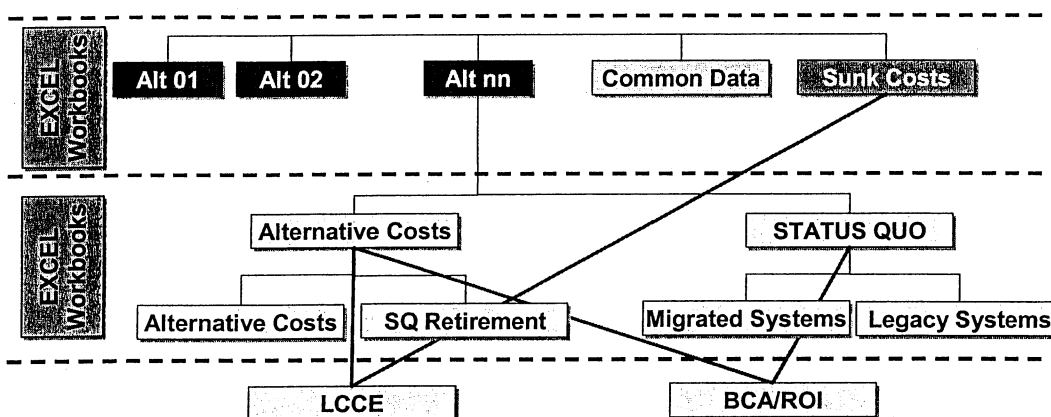 EXCEL
Workbooks
Alt 01
Alt 02
Alt nn
Common Data
Sunk Costs
EXCEL
Workbooks
Alternative Costs
STATUS QUO
Alternative Costs
SQ Retirement
Migrated Systems
Legacy Systems
LCCE
BCA/ROI